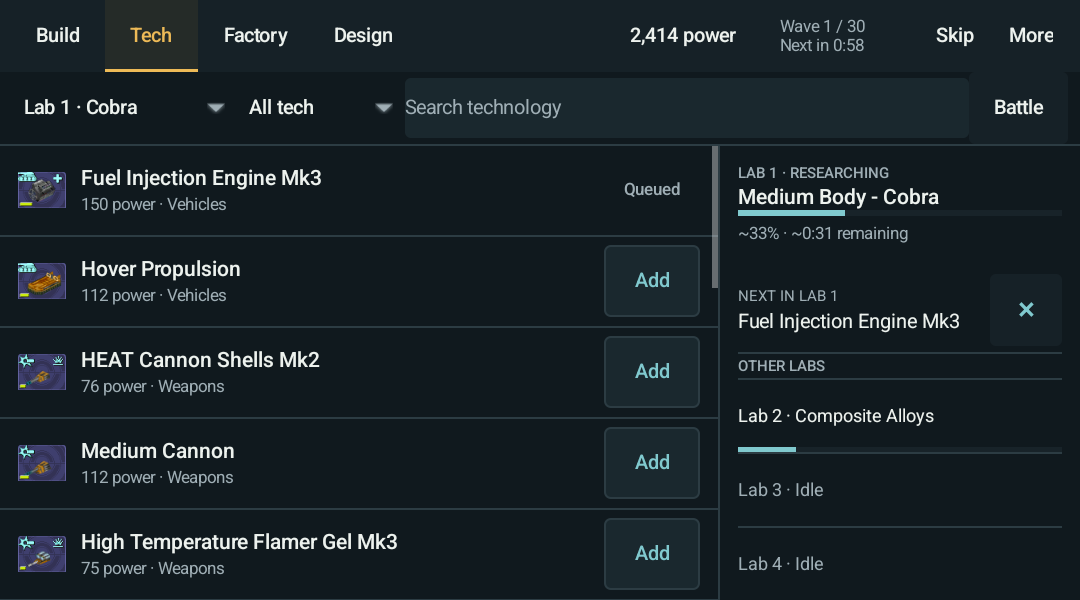 Build
Tech
Factory
Design
2,414 power
Wave 1 / 30
Next in 0:58
Skip
More
Lab 1 · Cobra
All tech
Search technology
Battle
Fuel Injection Engine Mk3
150 power · Vehicles
Queued
Hover Propulsion
112 power · Vehicles
Add
HEAT Cannon Shells Mk2
76 power · Weapons
Add
Medium Cannon
112 power · Weapons
Add
High Temperature Flamer Gel Mk3
75 power · Weapons
Add
LAB 1 · RESEARCHING
Medium Body - Cobra
~33% · ~0:31 remaining
NEXT IN LAB 1
Fuel Injection Engine Mk3
×
OTHER LABS
Lab 2 · Composite Alloys
Lab 3 · Idle
Lab 4 · Idle